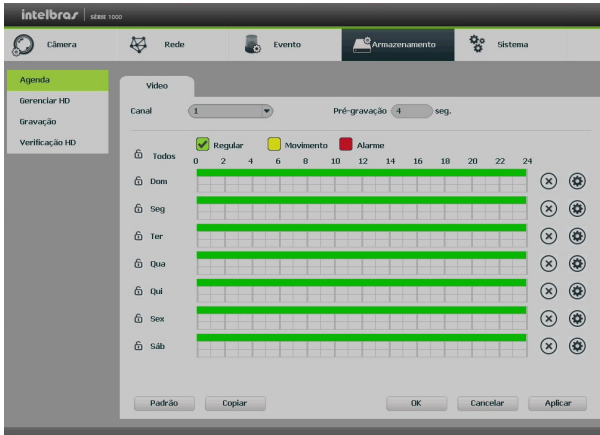 intelbras SÉRIE 1000
Câmera Rede Evento Armazenamento Sistema
Agenda
Gerenciar HD
Gravação
Verificação HD
Vídeo
Canal 1 Pré-gravação 4 seg.
Regular Movimento Alarme
Todos 0 2 4 6 8 10 12 14 16 18 20 22 24
Dom
Seg
Ter
Qua
Qui
Sex
Sáb
Padrão Copiar OK Cancelar Aplicar